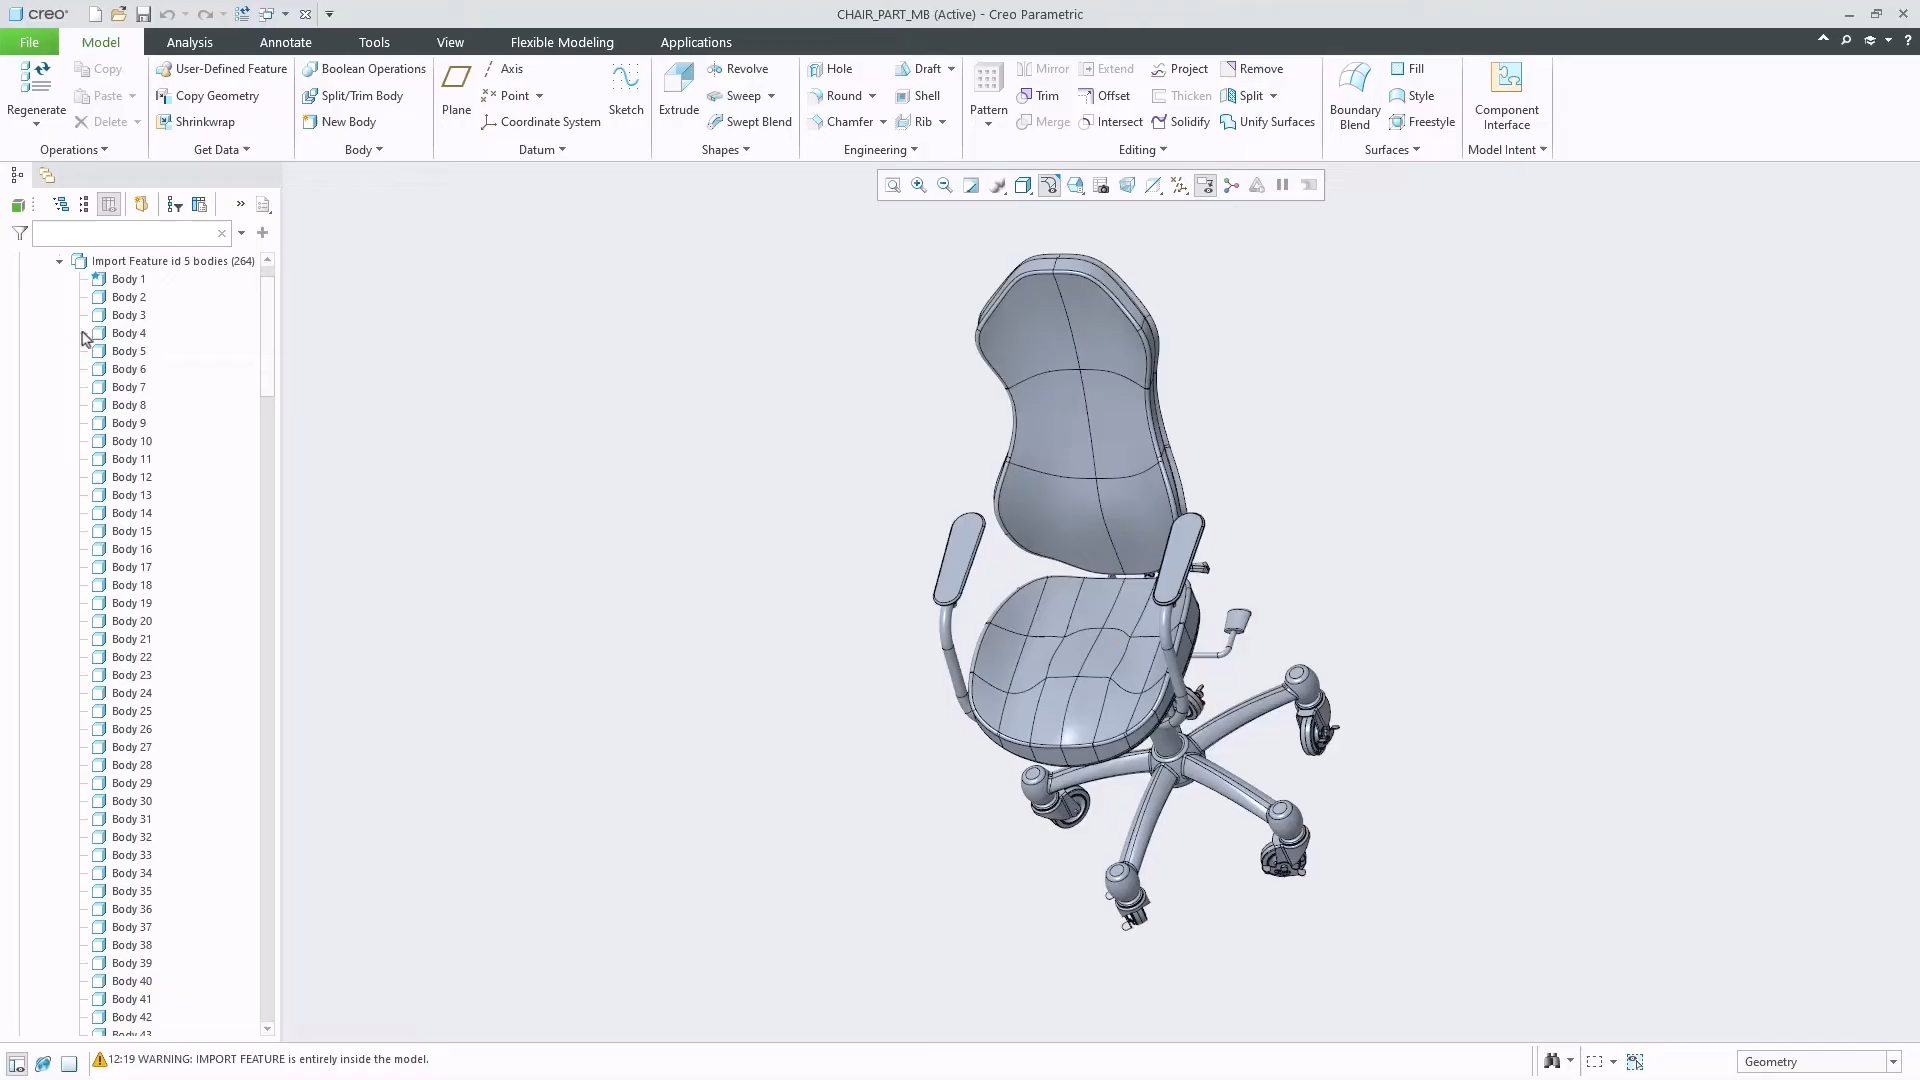 creo
CHAIR_PART_MB (Active) - Creo Parametric
File
Model
Analysis
Annotate
Tools
View
Flexible Modeling
Applications
Regenerate
Copy
Paste
Delete
Operations
User-Defined Feature
Copy Geometry
Shrinkwrap
Get Data
Boolean Operations
Split/Trim Body
New Body
Body
Plane
Axis
Point
Coordinate System
Sketch
Datum
Extrude
Revolve
Sweep
Swept Blend
Shapes
Hole
Round
Chamfer
Draft
Shell
Rib
Engineering
Pattern
Mirror
Trim
Merge
Extend
Offset
Intersect
Project
Thicken
Solidify
Remove
Split
Unify Surfaces
Editing
Boundary
Blend
Fill
Style
Freestyle
Surfaces
Component
Interface
Model Intent
Import Feature id 5 bodies (264)
Body 1
Body 2
Body 3
Body 4
Body 5
Body 6
Body 7
Body 8
Body 9
Body 10
Body 11
Body 12
Body 13
Body 14
Body 15
Body 16
Body 17
Body 18
Body 19
Body 20
Body 21
Body 22
Body 23
Body 24
Body 25
Body 26
Body 27
Body 28
Body 29
Body 30
Body 31
Body 32
Body 33
Body 34
Body 35
Body 36
Body 37
Body 38
Body 39
Body 40
Body 41
Body 42
Body 43
12:19 WARNING: IMPORT FEATURE is entirely inside the model.
Geometry